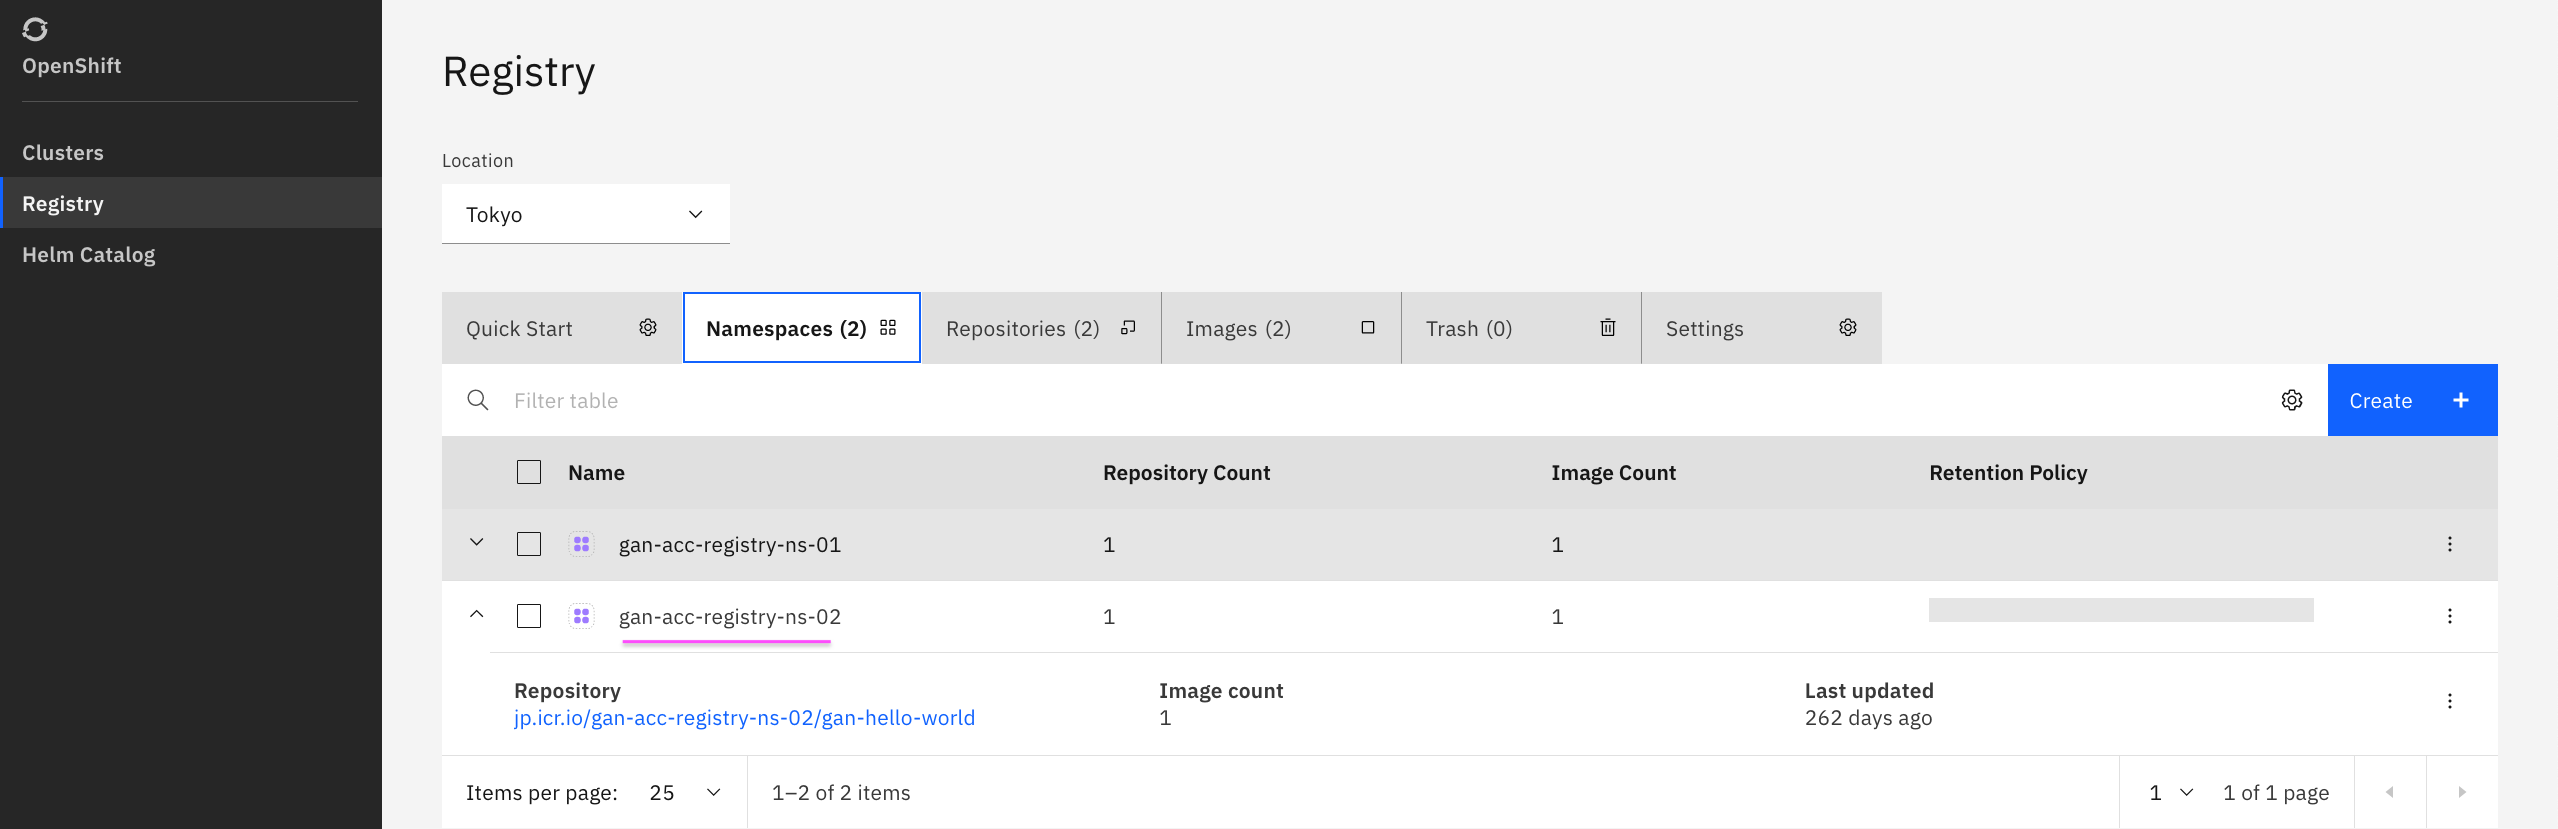 OpenShift
Clusters
Registry
Helm Catalog
Registry
Location
Tokyo
Quick Start Namespaces (2) Repositories (2) Images (2) Trash (0) Settings
Filter table Create +
Name Repository Count Image Count Retention Policy
gan-acc-registry-ns-01 1 1
gan-acc-registry-ns-02 1 1
Repository Image count Last updated
jp.icr.io/gan-acc-registry-ns-02/gan-hello-world 1 262 days ago
Items per page: 25 1–2 of 2 items 1 1 of 1 page